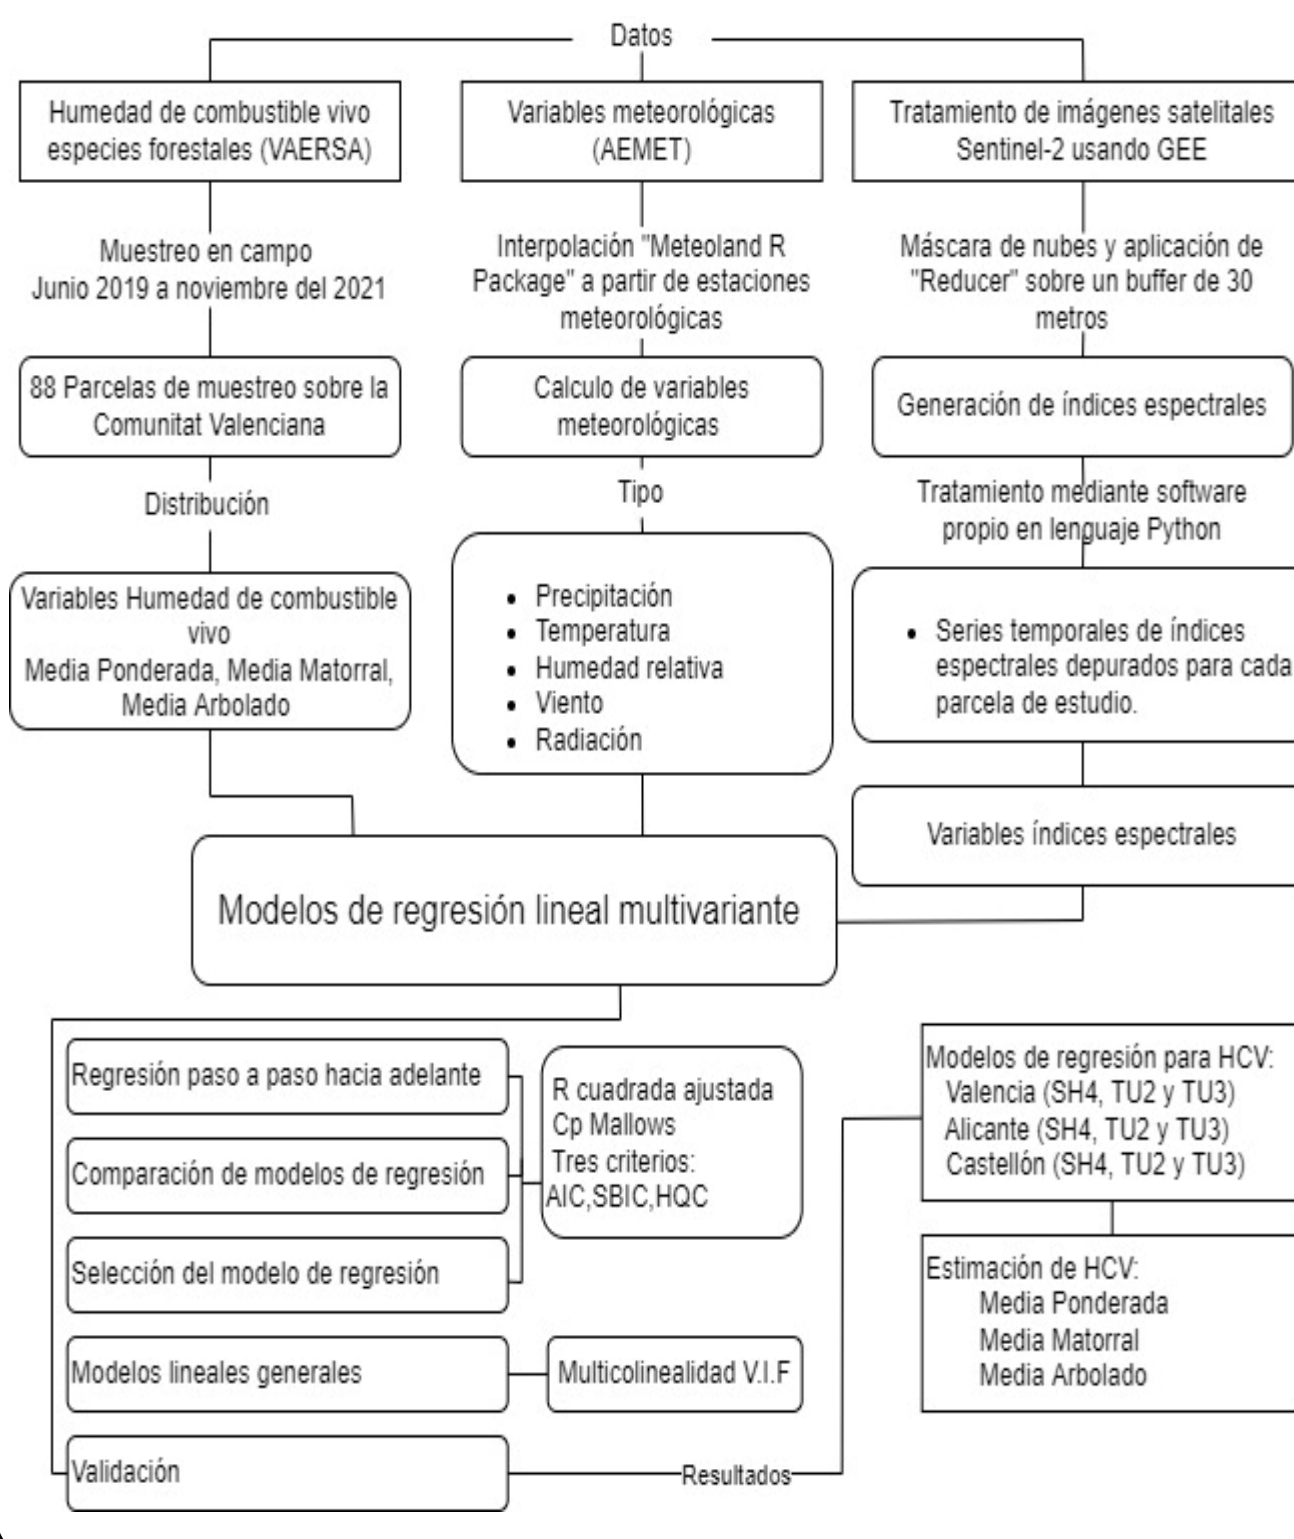 Datos
Humedad de combustible vivo
especies forestales (VAERSA)
Muestreo en campo
Junio 2019 a noviembre del 2021
88 Parcelas de muestreo sobre la
Comunitat Valenciana
Distribución
Variables Humedad de combustible
vivo
Media Ponderada, Media Matorral,
Media Arbolado
Variables meteorológicas
(AEMET)
Interpolación "Meteoland R
Package" a partir de estaciones
meteorológicas
Calculo de variables
meteorológicas
Tipo
• Precipitación
• Temperatura
• Humedad relativa
• Viento
• Radiación
Tratamiento de imágenes satelitales
Sentinel-2 usando GEE
Máscara de nubes y aplicación de
"Reducer" sobre un buffer de 30
metros
Generación de índices espectrales
Tratamiento mediante software
propio en lenguaje Python
• Series temporales de índices
espectrales depurados para cada
parcela de estudio.
Variables índices espectrales
Modelos de regresión lineal multivariante
Regresión paso a paso hacia adelante
Comparación de modelos de regresión
Selección del modelo de regresión
R cuadrada ajustada
Cp Mallows
Tres criterios:
AIC,SBIC,HQC
Modelos lineales generales
Multicolinealidad V.I.F
Validación
Resultados
Modelos de regresión para HCV:
Valencia (SH4, TU2 y TU3)
Alicante (SH4, TU2 y TU3)
Castellón (SH4, TU2 y TU3)
Estimación de HCV:
Media Ponderada
Media Matorral
Media Arbolado